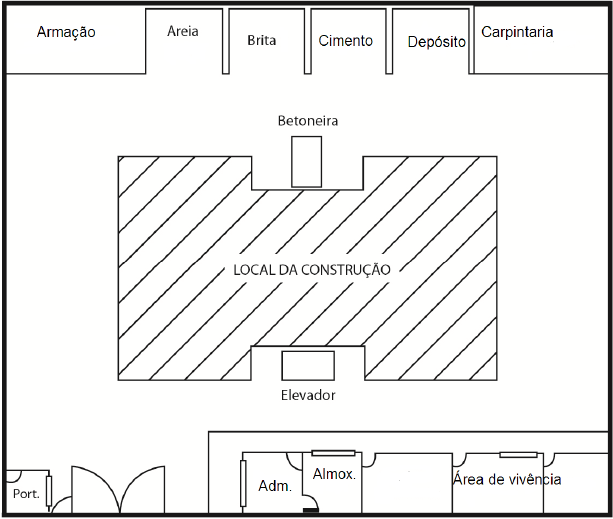 Armação
Areia
Brita
Cimento
Depósito
Carpintaria
Betoneira
LOCAL DA CONSTRUÇÃO
Elevador
Port.
Adm.
Almox.
Área de vivência